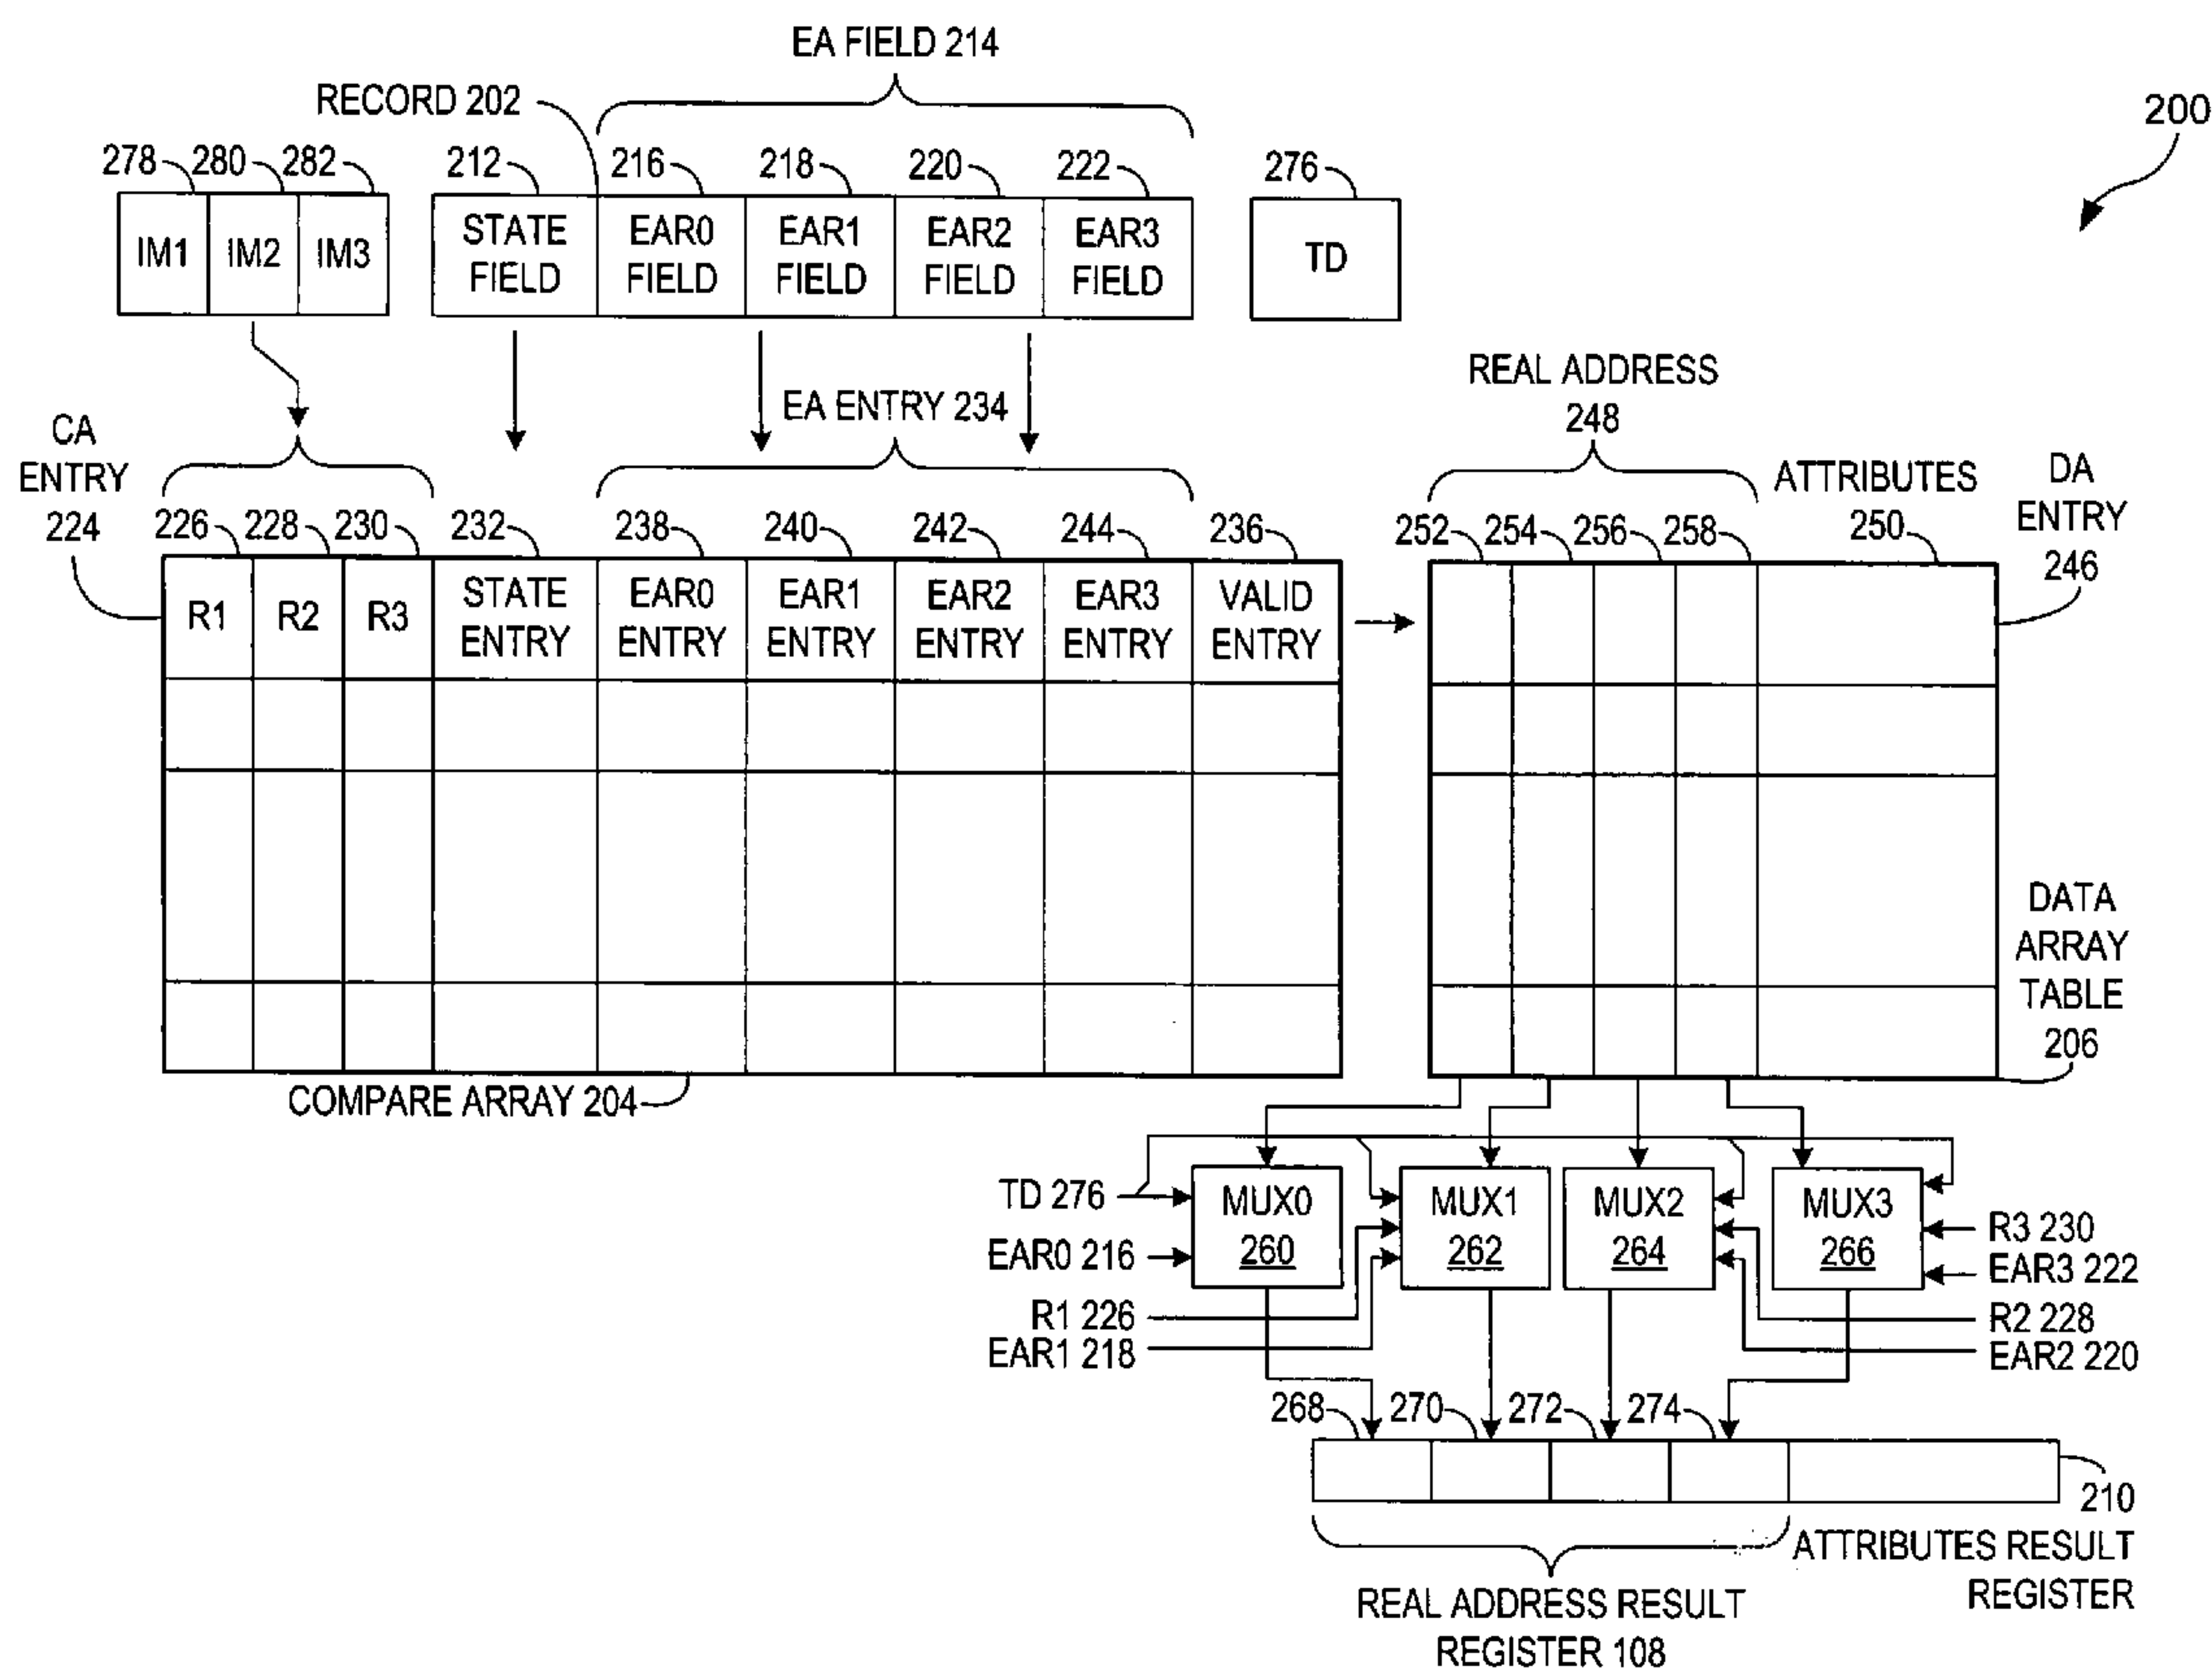 EA FIELD 214
RECORD 202
200
278 280 282 212 216 218 220 222 276
IM1 IM2 IM3
STATE FIELD
EAR0 FIELD
EAR1 FIELD
EAR2 FIELD
EAR3 FIELD
TD
REAL ADDRESS
248
EA ENTRY 234
CA ENTRY 224
ATTRIBUTES 250
DA ENTRY 246
226 228 230 232 238 240 242 244 236
252 254 256 258
R1 R2 R3
STATE ENTRY
EAR0 ENTRY
EAR1 ENTRY
EAR2 ENTRY
EAR3 ENTRY
VALID ENTRY
DATA ARRAY TABLE 206
COMPARE ARRAY 204
TD 276
EAR0 216
R1 226
EAR1 218
MUX0 260
MUX1 262
MUX2 264
MUX3 266
R3 230
EAR3 222
R2 228
EAR2 220
268 270 272 274
210
ATTRIBUTES RESULT REGISTER
REAL ADDRESS RESULT REGISTER 108